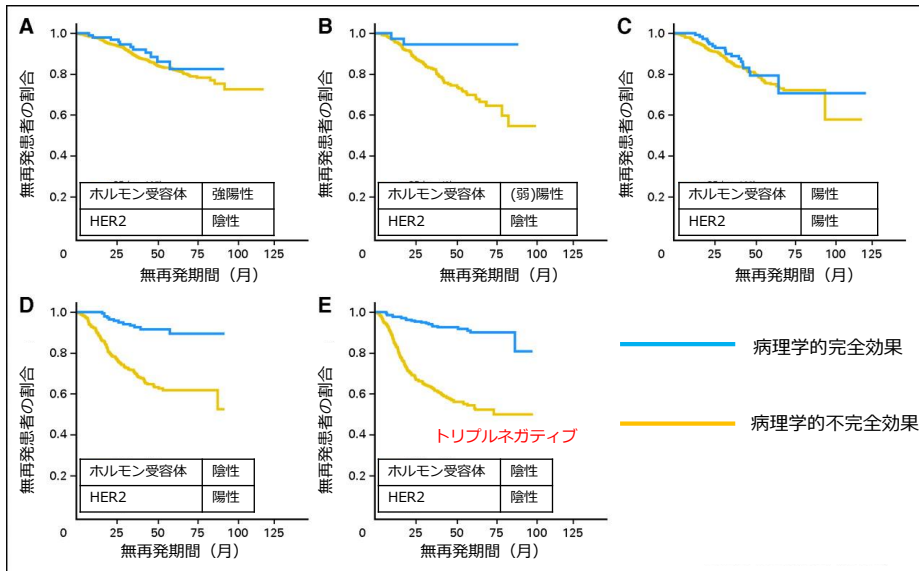 A
無再発患者の割合
1.0
0.8
0.6
0.4
0.2
0
25
50
75
100
125
ホルモン受容体 強陽性
HER2 陰性
無再発期間（月）
B
無再発患者の割合
1.0
0.8
0.6
0.4
0.2
0
25
50
75
100
125
ホルモン受容体 (弱)陽性
HER2 陰性
無再発期間（月）
C
無再発患者の割合
1.0
0.8
0.6
0.4
0.2
0
25
50
75
100
125
ホルモン受容体 陽性
HER2 陽性
無再発期間（月）
D
無再発患者の割合
1.0
0.8
0.6
0.4
0.2
0
25
50
75
100
125
ホルモン受容体 陰性
HER2 陽性
無再発期間（月）
E
無再発患者の割合
1.0
0.8
0.6
0.4
0.2
0
25
50
75
100
125
トリプルネガティブ
ホルモン受容体 陰性
HER2 陰性
無再発期間（月）
病理学的完全効果
病理学的不完全効果